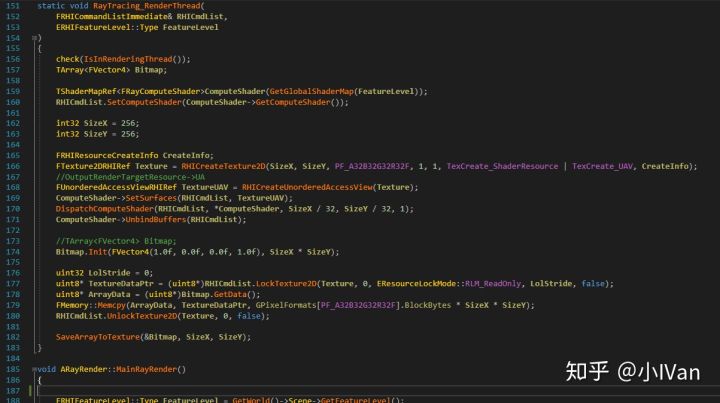 151 static void RayTracing_RenderThread(
152 FRHICommandListImmediate& RHICmdList,
153 ERHIFeatureLevel::Type FeatureLevel
154 )
155 {
156 check(IsInRenderingThread());
157 TArray<FVector4> Bitmap;
158
159 TShaderMapRef<FRayComputeShader>ComputeShader(GetGlobalShaderMap(FeatureLevel));
160 RHICmdList.SetComputeShader(ComputeShader->GetComputeShader());
161
162 int32 SizeX = 256;
163 int32 SizeY = 256;
164
165 FRHIResourceCreateInfo CreateInfo;
166 FTexture2DRHIRef Texture = RHICreateTexture2D(SizeX, SizeY, PF_A32B32G32R32F, 1, 1, TexCreate_ShaderResource | TexCreate_UAV, CreateInfo);
167 //OutputRenderTargetResource->UA
168 FUnorderedAccessViewRHIRef TextureUAV = RHICreateUnorderedAccessView(Texture);
169 ComputeShader->SetSurfaces(RHICmdList, TextureUAV);
170 DispatchComputeShader(RHICmdList, *ComputeShader, SizeX / 32, SizeY / 32, 1);
171 ComputeShader->UnbindBuffers(RHICmdList);
172
173 //TArray<FVector4> Bitmap;
174 Bitmap.Init(FVector4(1.0f, 0.0f, 0.0f, 1.0f), SizeX * SizeY);
175
176 uint32 LolStride = 0;
177 uint8* TextureDataPtr = (uint8*)RHICmdList.LockTexture2D(Texture, 0, EResourceLockMode::RLM_ReadOnly, LolStride, false);
178 uint8* ArrayData = (uint8*)Bitmap.GetData();
179 FMemory::Memcpy(ArrayData, TextureDataPtr, GPixelFormats[PF_A32B32G32R32F].BlockBytes * SizeX * SizeY);
180 RHICmdList.UnlockTexture2D(Texture, 0, false);
181
182 SaveArrayToTexture(&Bitmap, SizeX, SizeY);
183 }
184
185 void ARayRender::MainRayRender()
186 {
187
188 ERHIFeatureLevel::Type FeatureLevel = GetWorld()->Scene->GetFeatureLevel();
知乎 @小IVan